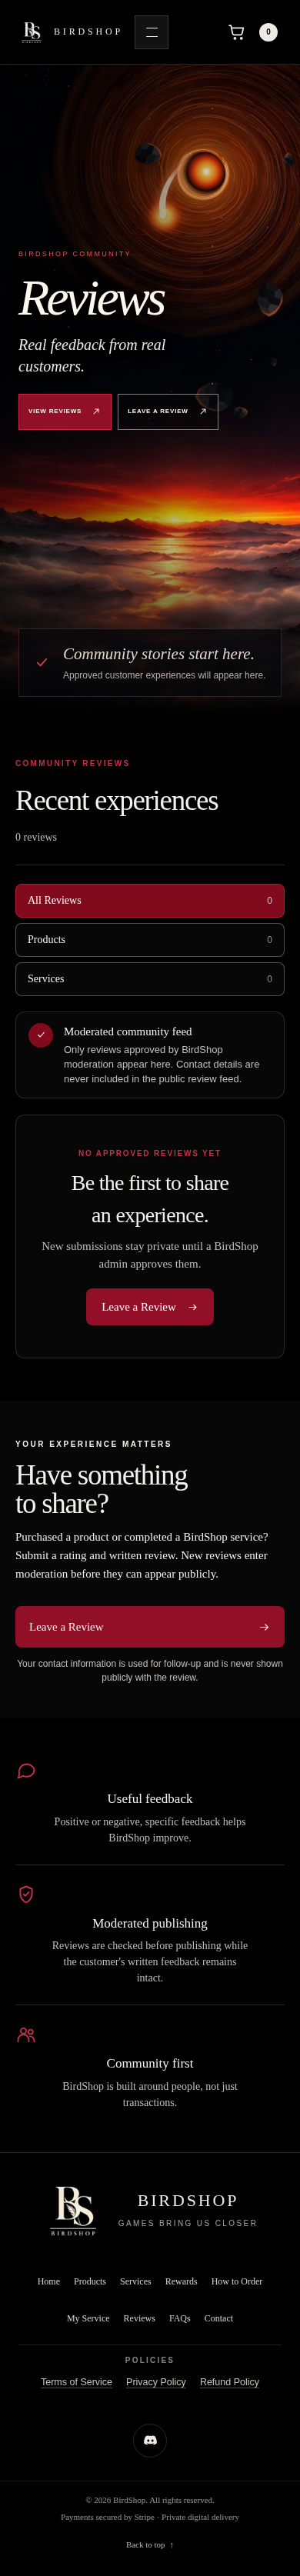 BS
BIRDSHOP
BIRDSHOP
0
BIRDSHOP COMMUNITY
Reviews
Real feedback from real
customers.
VIEW REVIEWS
LEAVE A REVIEW
Community stories start here.
Approved customer experiences will appear here.
COMMUNITY REVIEWS
Recent experiences
0 reviews
All Reviews 0
Products 0
Services 0
Moderated community feed
Only reviews approved by BirdShop
moderation appear here. Contact details are
never included in the public review feed.
NO APPROVED REVIEWS YET
Be the first to share
an experience.
New submissions stay private until a BirdShop
admin approves them.
Leave a Review →
YOUR EXPERIENCE MATTERS
Have something
to share?
Purchased a product or completed a BirdShop service?
Submit a rating and written review. New reviews enter
moderation before they can appear publicly.
Leave a Review →
Your contact information is used for follow-up and is never shown
publicly with the review.
Useful feedback
Positive or negative, specific feedback helps
BirdShop improve.
Moderated publishing
Reviews are checked before publishing while
the customer's written feedback remains
intact.
Community first
BirdShop is built around people, not just
transactions.
BS
BIRDSHOP
BIRDSHOP
GAMES BRING US CLOSER
Home Products Services Rewards How to Order
My Service Reviews FAQs Contact
POLICIES
Terms of Service Privacy Policy Refund Policy
© 2026 BirdShop. All rights reserved.
Payments secured by Stripe · Private digital delivery
Back to top ↑